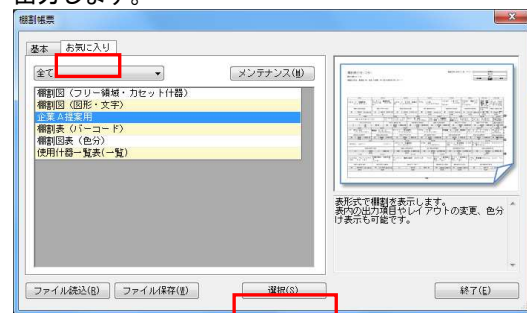 出力します。
棚割帳票
基本 お気に入り
全て メンテナンス(M)
棚割図（フリー領域・カセット什器）
棚割図（図形・文字）
企業A提案用
棚割表（バーコード）
棚割図表（色分）
使用什器一覧表(一覧)
表形式で棚割を表示します。
表内の出力項目やレイアウトの変更、色分
け表示も可能です。
ファイル読込(R) ファイル保存(W) 選択(S) 終了(E)